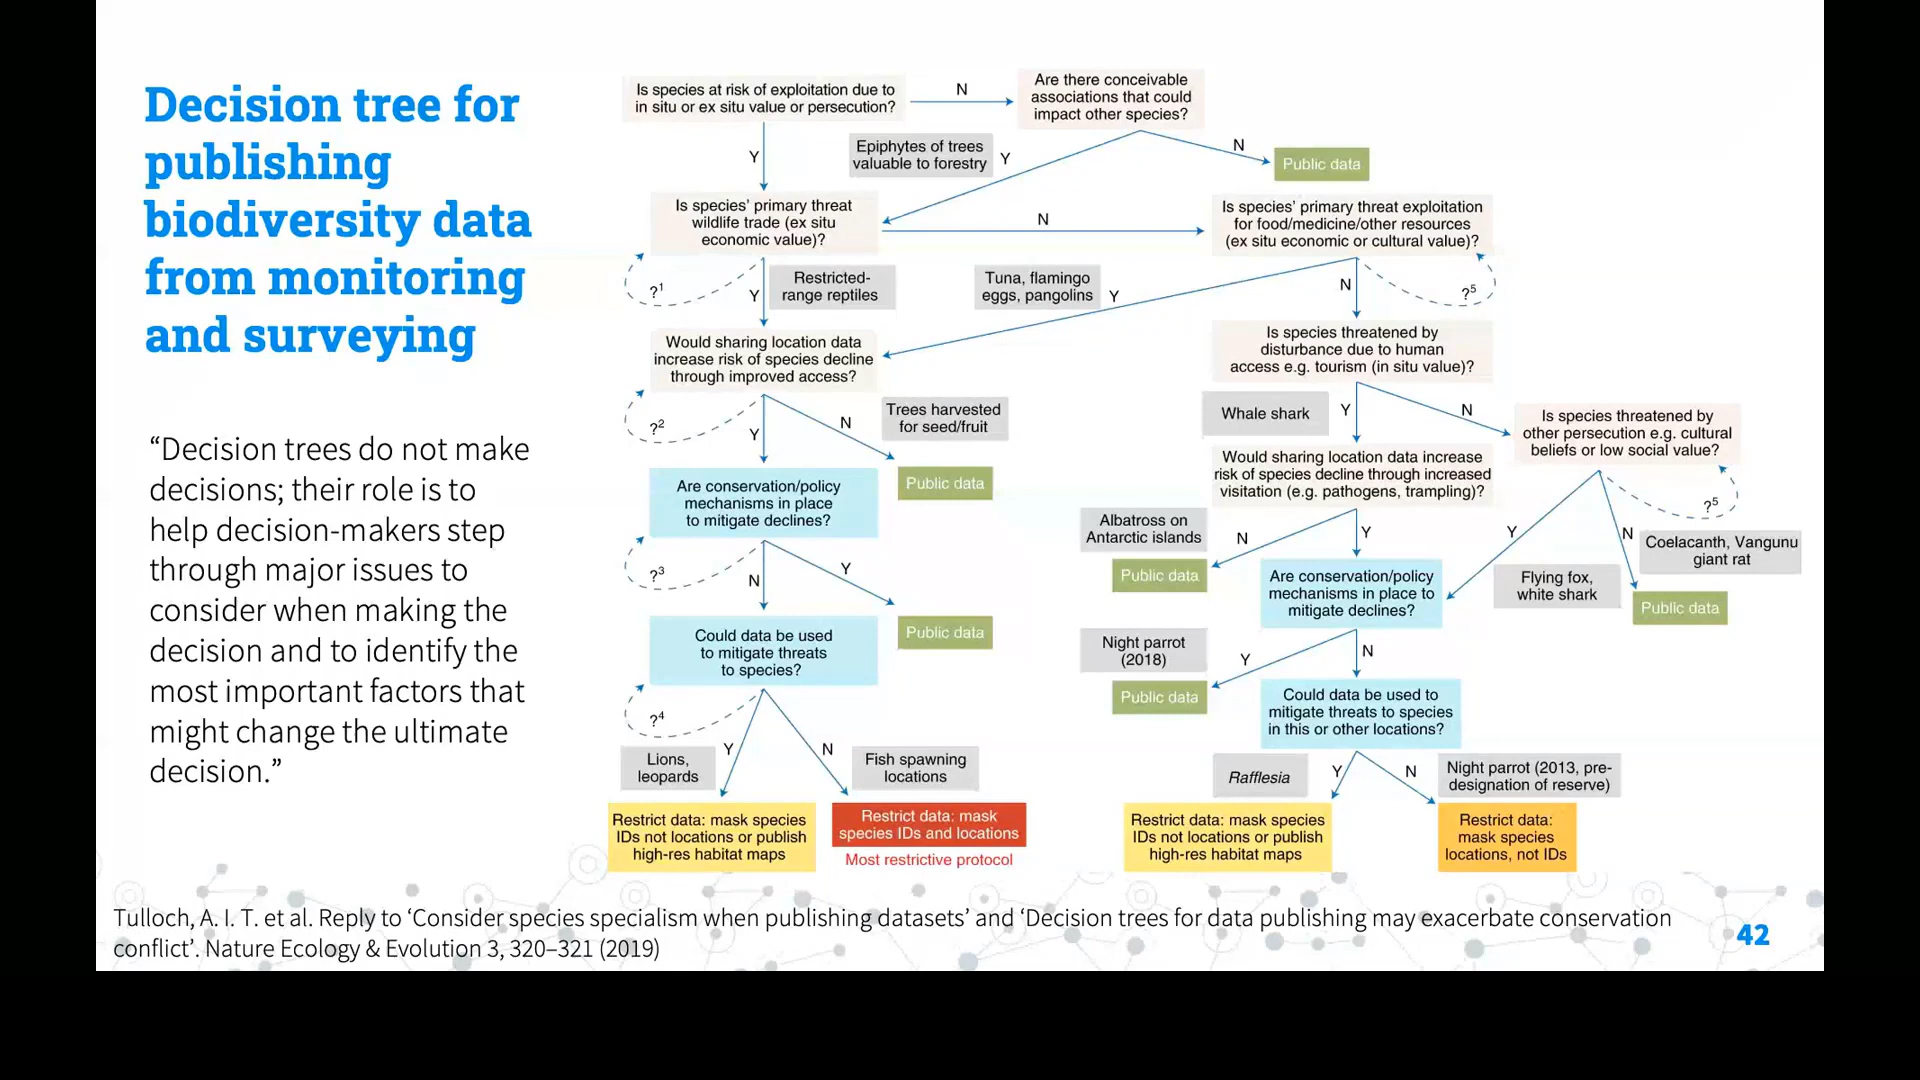 Decision tree for
publishing
biodiversity data
from monitoring
and surveying
“Decision trees do not make
decisions; their role is to
help decision-makers step
through major issues to
consider when making the
decision and to identify the
most important factors that
might change the ultimate
decision.”
Is species at risk of exploitation due to
in situ or ex situ value or persecution?
N
Are there conceivable
associations that could
impact other species?
Y
Epiphytes of trees
valuable to forestry
Y
N
Public data
Is species’ primary threat
wildlife trade (ex situ
economic value)?
N
Is species’ primary threat exploitation
for food/medicine/other resources
(ex situ economic or cultural value)?
?1
Y
Restricted-
range reptiles
Tuna, flamingo
eggs, pangolins
Y
N
?5
Would sharing location data
increase risk of species decline
through improved access?
Is species threatened by
disturbance due to human
access e.g. tourism (in situ value)?
?2
Y
N
Trees harvested
for seed/fruit
Public data
Whale shark
Y
N
Is species threatened by
other persecution e.g. cultural
beliefs or low social value?
Would sharing location data increase
risk of species decline through increased
visitation (e.g. pathogens, trampling)?
?5
Are conservation/policy
mechanisms in place
to mitigate declines?
Albatross on
Antarctic islands
N
Y
Public data
Y
N
Coelacanth, Vangunu
giant rat
Flying fox,
white shark
Public data
?3
N
Y
Public data
Are conservation/policy
mechanisms in place to
mitigate declines?
Could data be used
to mitigate threats
to species?
Night parrot
(2018)
Y
N
Public data
Could data be used to
mitigate threats to species
in this or other locations?
?4
Lions,
leopards
Y
N
Fish spawning
locations
Rafflesia
Y
N
Night parrot (2013, pre-
designation of reserve)
Restrict data: mask species
IDs not locations or publish
high-res habitat maps
Restrict data: mask
species IDs and locations
Most restrictive protocol
Restrict data: mask species
IDs not locations or publish
high-res habitat maps
Restrict data:
mask species
locations, not IDs
Tulloch, A. I. T. et al. Reply to ‘Consider species specialism when publishing datasets’ and ‘Decision trees for data publishing may exacerbate conservation
conflict’. Nature Ecology & Evolution 3, 320–321 (2019)
42